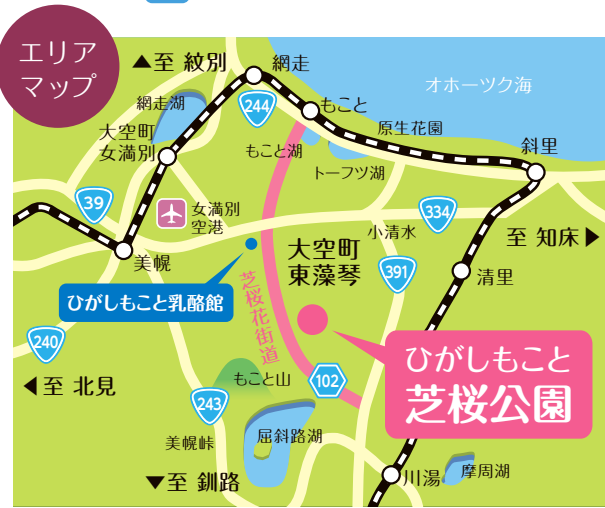 エリア
マップ
▲至 紋別
網走
オホーツク海
網走湖
244
もこと
原生花園
大空町
女満別
もこと湖
トーフツ湖
斜里
39
女満別
空港
334
小清水
至 知床▶
美幌
大空町
東藻琴
391
清里
ひがしもこと乳酪館
芝桜花街道
240
ひがしもこと
芝桜公園
◀至 北見
もこと山
102
243
美幌峠
屈斜路湖
▼至 釧路
川湯
摩周湖